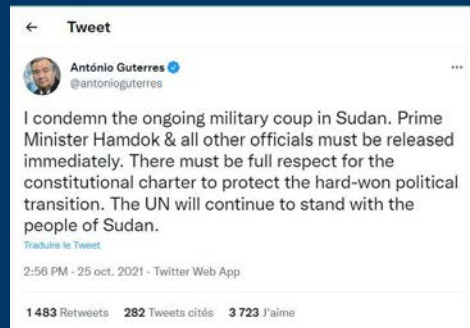 ← Tweet
António Guterres
@antonioguterres
I condemn the ongoing military coup in Sudan. Prime
Minister Hamdok & all other officials must be released
immediately. There must be full respect for the
constitutional charter to protect the hard-won political
transition. The UN will continue to stand with the
people of Sudan.
Traduire le Tweet
2:56 PM · 25 oct. 2021 · Twitter Web App
1 483 Retweets 282 Tweets cités 3 723 J'aime